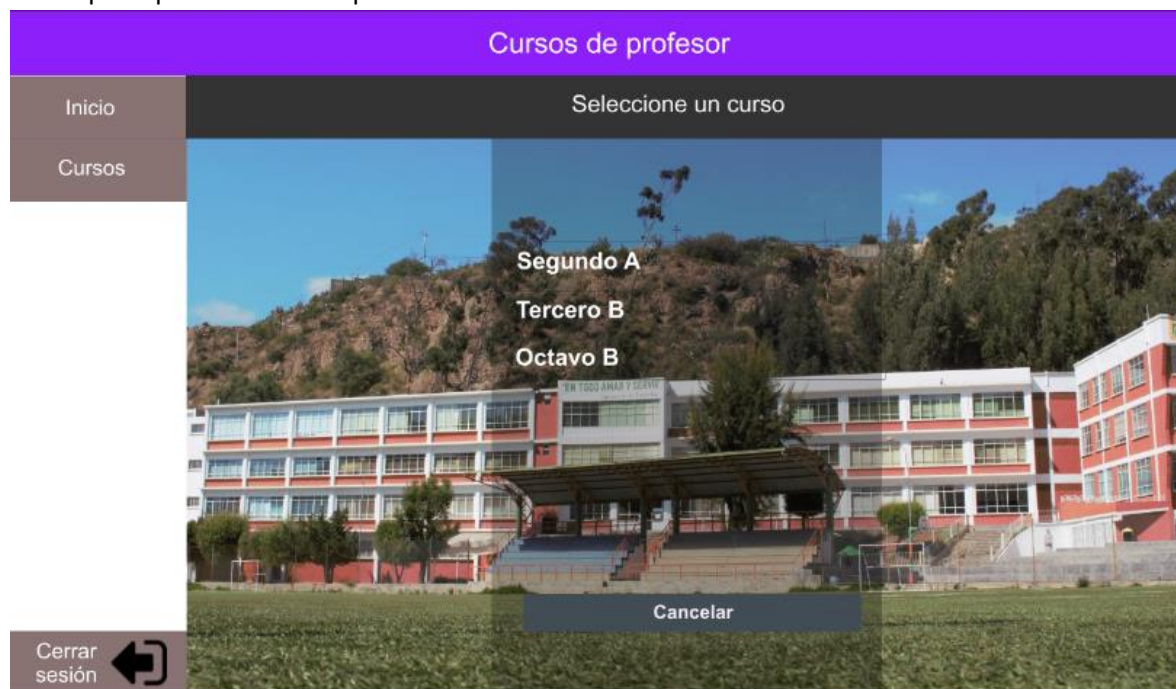 Cursos de profesor
Inicio
Seleccione un curso
Cursos
Segundo A
Tercero B
Octavo B
"EN TODO AMAR Y SERVIR"
Cancelar
Cerrar
sesión